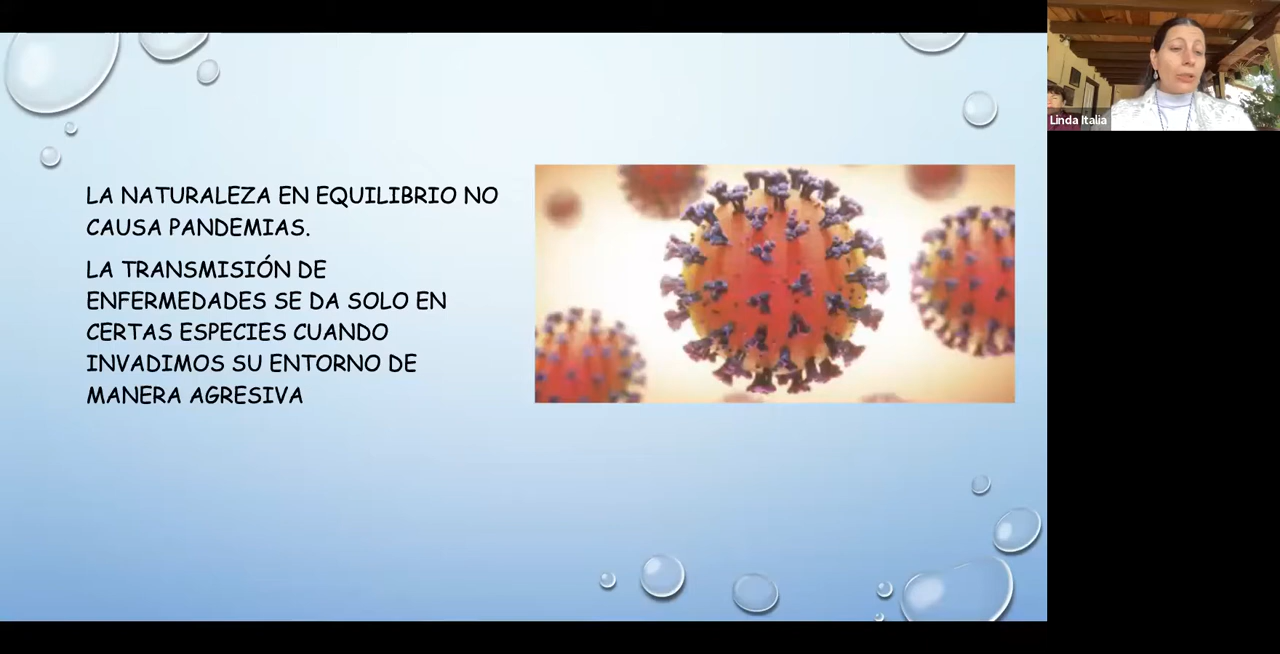 LA NATURALEZA EN EQUILIBRIO NO
CAUSA PANDEMIAS.
LA TRANSMISIÓN DE
ENFERMEDADES SE DA SOLO EN
CERTAS ESPECIES CUANDO
INVADIMOS SU ENTORNO DE
MANERA AGRESIVA
Linda Italia